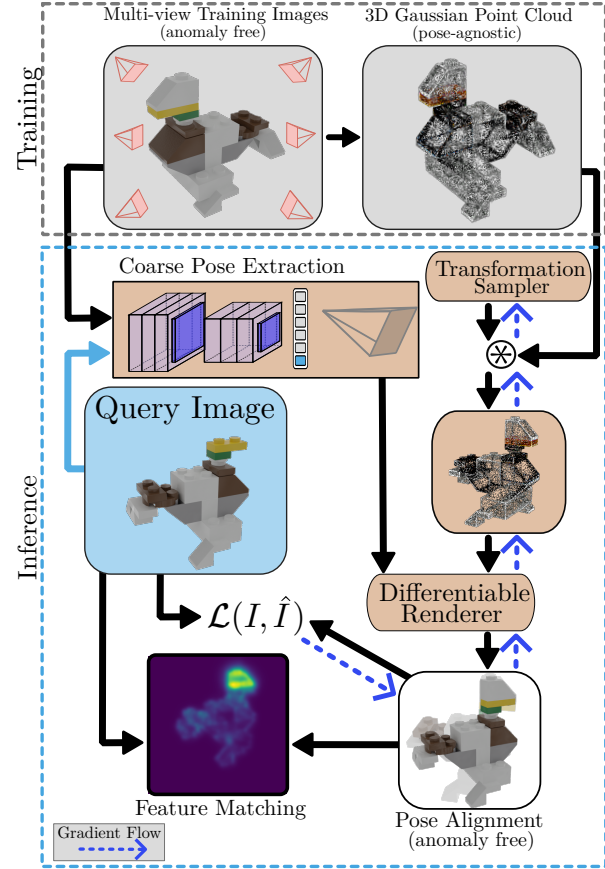 Multi-view Training Images
(anomaly free)
3D Gaussian Point Cloud
(pose-agnostic)
Training
Coarse Pose Extraction
Transformation
Sampler
Query Image
Inference
Differentiable
Renderer
𝓛(I, Î)
Feature Matching
Pose Alignment
(anomaly free)
Gradient Flow